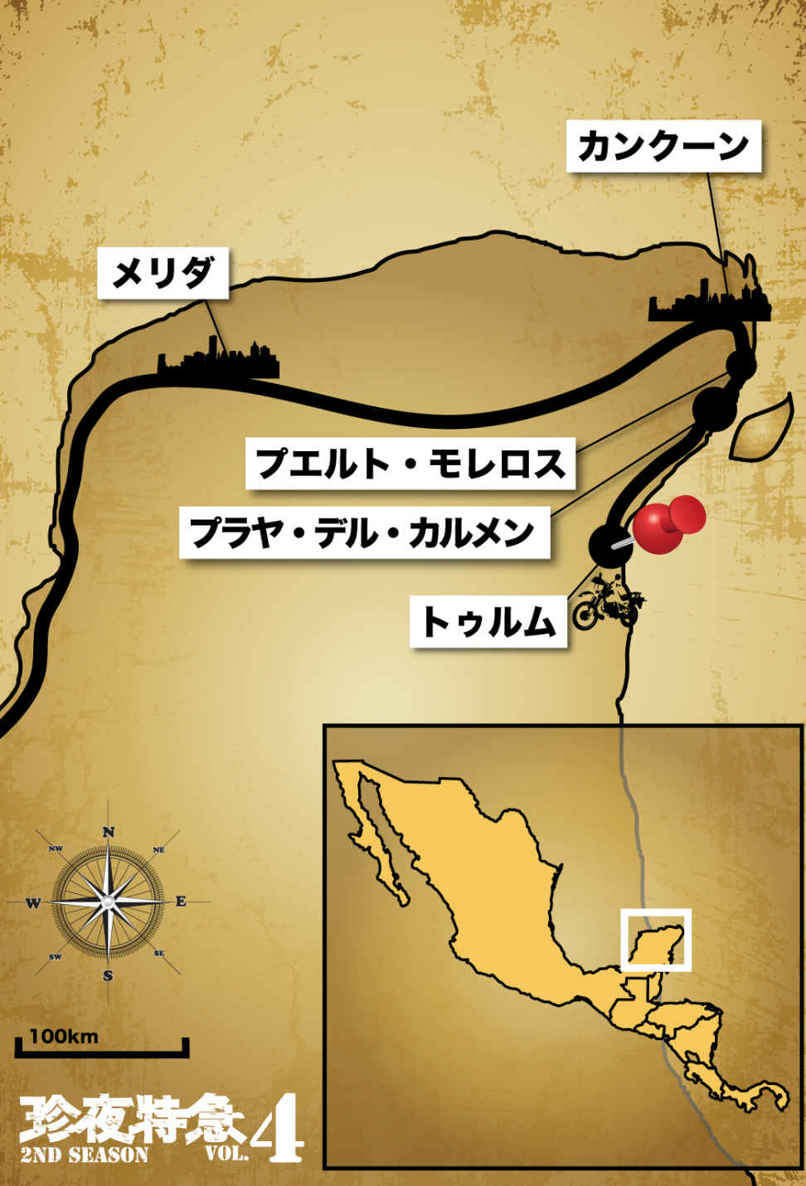 カンクーン
メリダ
プエルト・モレロス
プラヤ・デル・カルメン
トゥルム
N
NW
NE
W
E
SW
SE
S
100km
珍夜特急
2ND SEASON
VOL.4